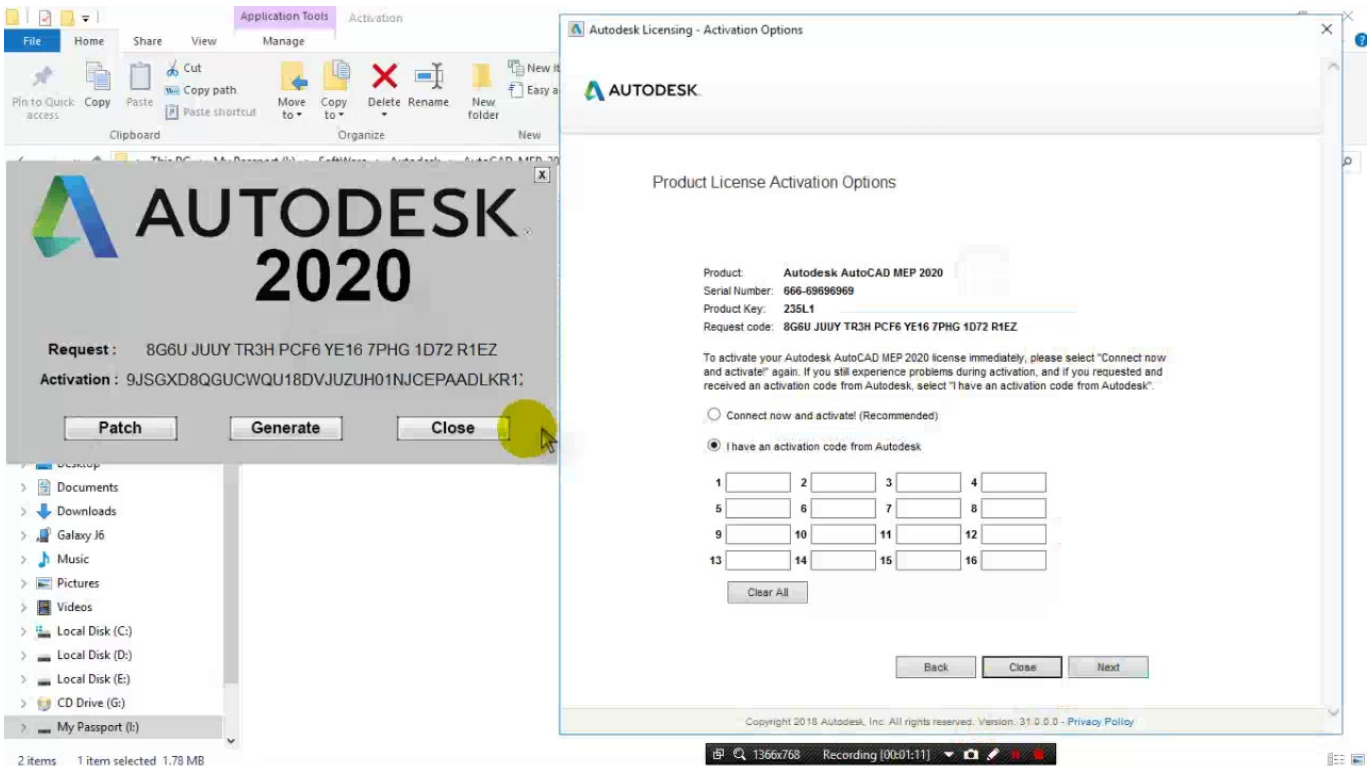 Application Tools
Activation
File Home Share View Manage
Pin to Quick access
Copy
Paste
Cut
Copy path
Paste shortcut
Move to
Copy to
Delete
Rename
New folder
New it
Easy a
Clipboard
Organize
New
AUTODESK
2020
Request : 8G6U JUUY TR3H PCF6 YE16 7PHG 1D72 R1EZ
Activation : 9JSGXD8QGUCWQU18DVJUZUH01NJCEPAADLKR1
Patch Generate Close
x
Desktop
Documents
Downloads
Galaxy J6
Music
Pictures
Videos
Local Disk (C:)
Local Disk (D:)
Local Disk (E:)
CD Drive (G:)
My Passport (I:)
2 items 1 item selected 1.78 MB
Autodesk Licensing - Activation Options
AUTODESK.
Product License Activation Options
Product: Autodesk AutoCAD MEP 2020
Serial Number: 666-69696969
Product Key: 235L1
Request code: 8G6U JUUY TR3H PCF6 YE16 7PHG 1D72 R1EZ
To activate your Autodesk AutoCAD MEP 2020 license immediately, please select "Connect now
and activate!" again. If you still experience problems during activation, and if you requested and
received an activation code from Autodesk, select "I have an activation code from Autodesk".
Connect now and activate! (Recommended)
I have an activation code from Autodesk
1 2 3 4
5 6 7 8
9 10 11 12
13 14 15 16
Clear All
Back Close Next
Copyright 2018 Autodesk, Inc. All rights reserved. Version. 31.0.0.0 - Privacy Policy
1366x768 Recording [00:01:11]